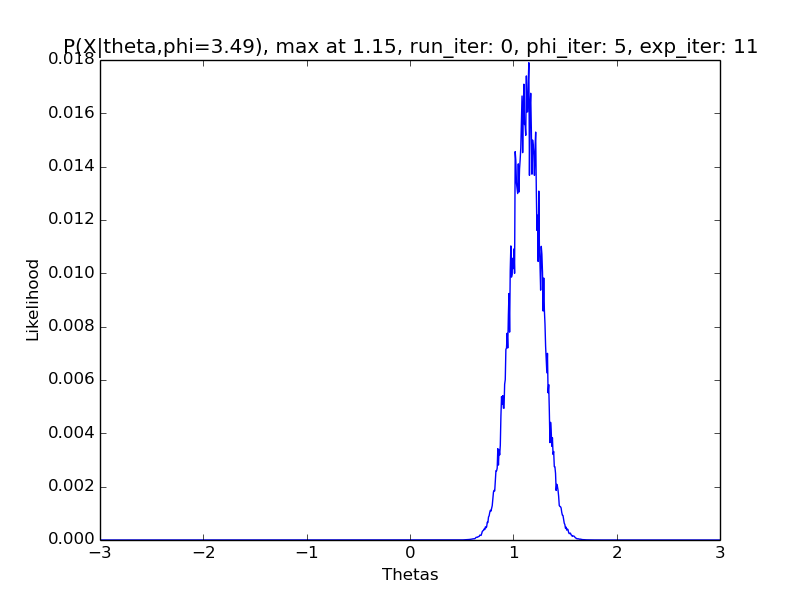 P(X|theta,phi=3.49), max at 1.15, run_iter: 0, phi_iter: 5, exp_iter: 11
0.018
0.016
0.014
0.012
0.010
0.008
0.006
0.004
0.002
0.000
Likelihood
−3 −2 −1 0 1 2 3
Thetas